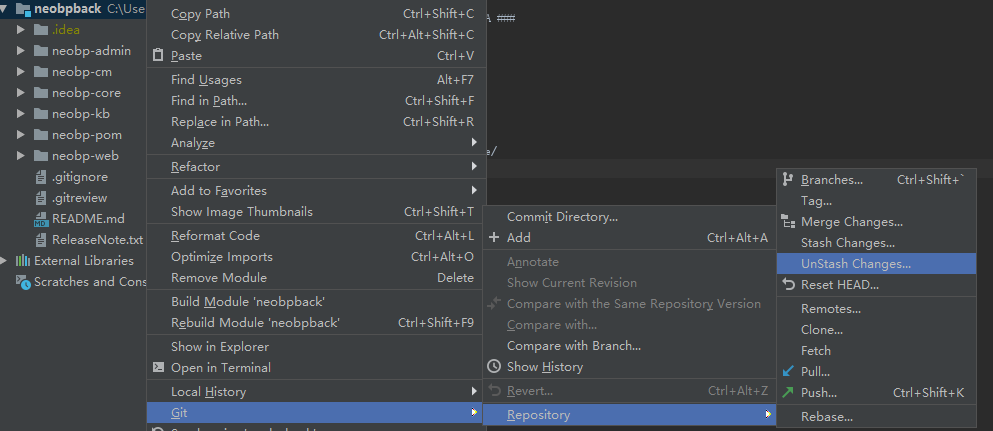 neobpback C:\Use
.idea
neobp-admin
neobp-cm
neobp-core
neobp-kb
neobp-pom
neobp-web
.gitignore
.gitreview
README.md
ReleaseNote.txt
External Libraries
Scratches and Cons
Copy Path Ctrl+Shift+C
Copy Relative Path Ctrl+Alt+Shift+C
Paste Ctrl+V
Find Usages Alt+F7
Find in Path... Ctrl+Shift+F
Replace in Path... Ctrl+Shift+R
Analyze
Refactor
Add to Favorites
Show Image Thumbnails Ctrl+Shift+T
Reformat Code Ctrl+Alt+L
Optimize Imports Ctrl+Alt+O
Remove Module Delete
Build Module 'neobpback'
Rebuild Module 'neobpback' Ctrl+Shift+F9
Show in Explorer
Open in Terminal
Local History
Git
A ###
e/
Commit Directory...
Add Ctrl+Alt+A
Annotate
Show Current Revision
Compare with the Same Repository Version
Compare with...
Compare with Branch...
Show History
Revert... Ctrl+Alt+Z
Repository
Branches... Ctrl+Shift+`
Tag...
Merge Changes...
Stash Changes...
UnStash Changes...
Reset HEAD...
Remotes...
Clone...
Fetch
Pull...
Push... Ctrl+Shift+K
Rebase...